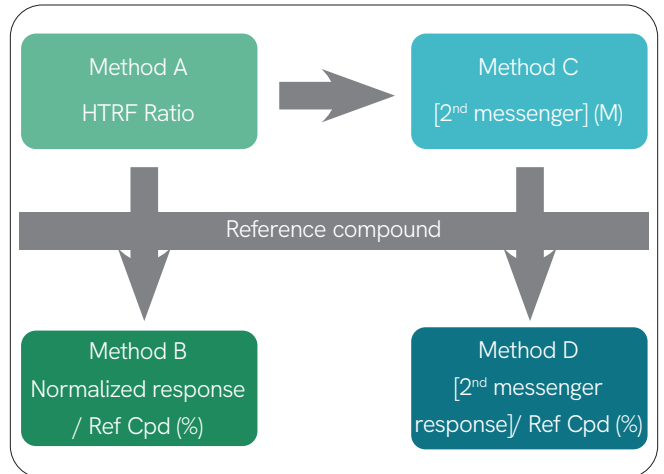 Method A
HTRF Ratio
Method C
[2nd messenger] (M)
Reference compound
Method B
Normalized response
/ Ref Cpd (%)
Method D
[2nd messenger
response]/ Ref Cpd (%)